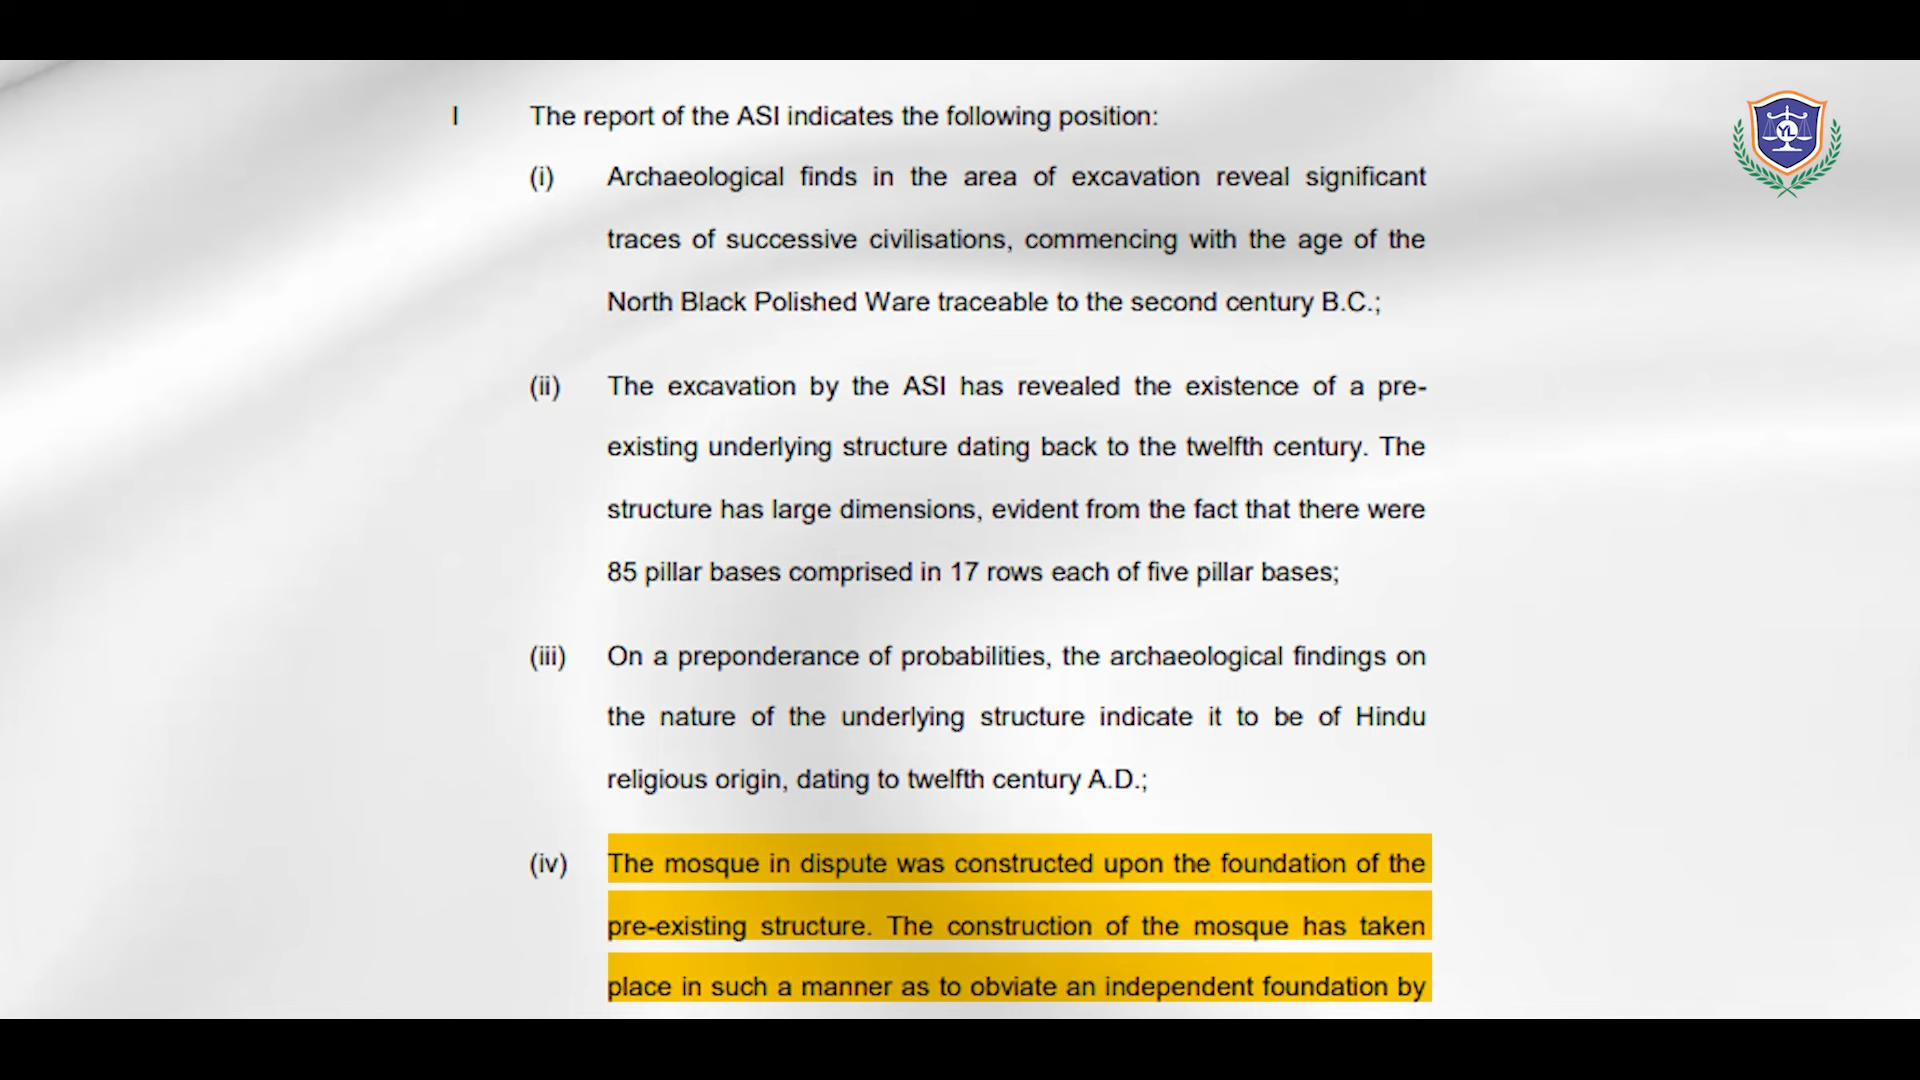 I The report of the ASI indicates the following position:
(i) Archaeological finds in the area of excavation reveal significant
traces of successive civilisations, commencing with the age of the
North Black Polished Ware traceable to the second century B.C.;
(ii) The excavation by the ASI has revealed the existence of a pre-
existing underlying structure dating back to the twelfth century. The
structure has large dimensions, evident from the fact that there were
85 pillar bases comprised in 17 rows each of five pillar bases;
(iii) On a preponderance of probabilities, the archaeological findings on
the nature of the underlying structure indicate it to be of Hindu
religious origin, dating to twelfth century A.D.;
(iv) The mosque in dispute was constructed upon the foundation of the
pre-existing structure. The construction of the mosque has taken
place in such a manner as to obviate an independent foundation by
YL